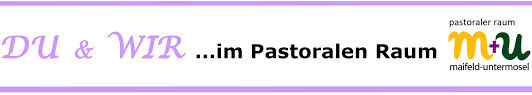 DU & WIR ...im Pastoralen Raum
pastoraler raum
m+u
maifeld-untermosel